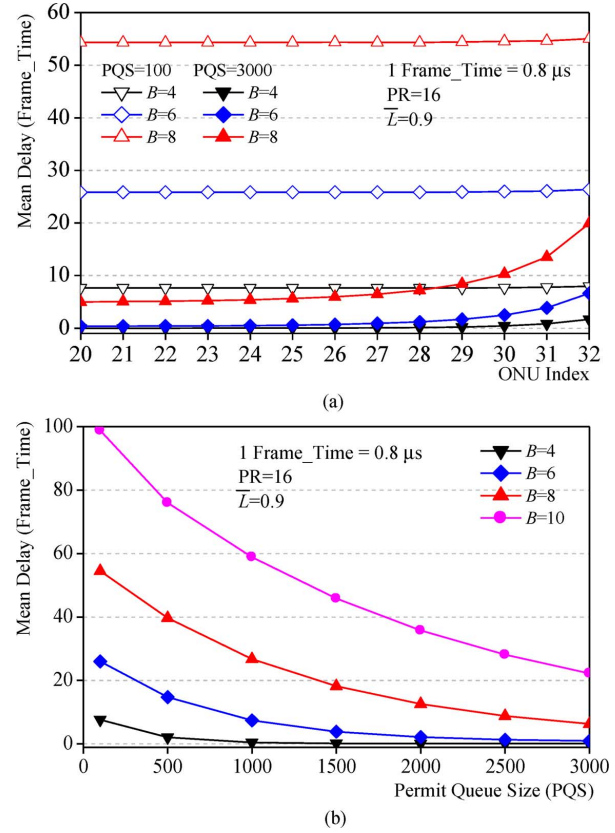 60
50
40
30
20
10
0
Mean Delay (Frame_Time)
PQS=100 PQS=3000
B=4 B=4
B=6 B=6
B=8 B=8
1 Frame_Time = 0.8 μs
PR=16
L̅=0.9
20 21 22 23 24 25 26 27 28 29 30 31 32
ONU Index
(a)
100
80
60
40
20
0
Mean Delay (Frame_Time)
1 Frame_Time = 0.8 μs
PR=16
L̅=0.9
B=4
B=6
B=8
B=10
0 500 1000 1500 2000 2500 3000
Permit Queue Size (PQS)
(b)